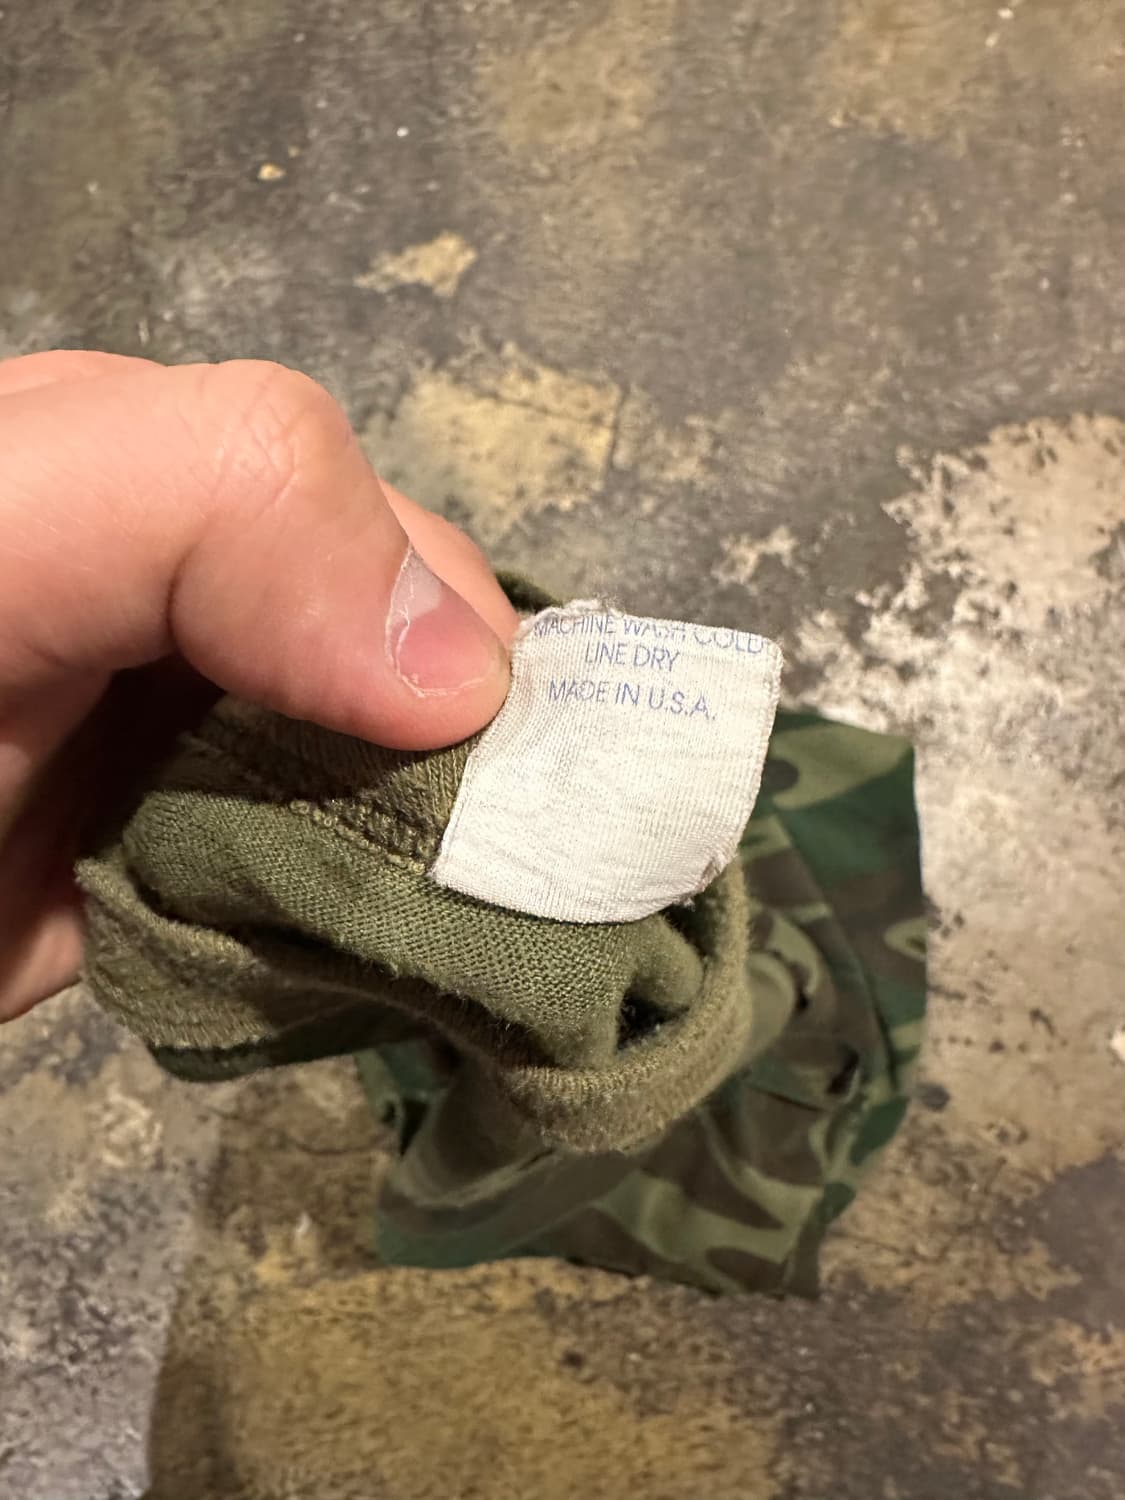 MACHINE WASH COLD
LINE DRY
MADE IN U.S.A.